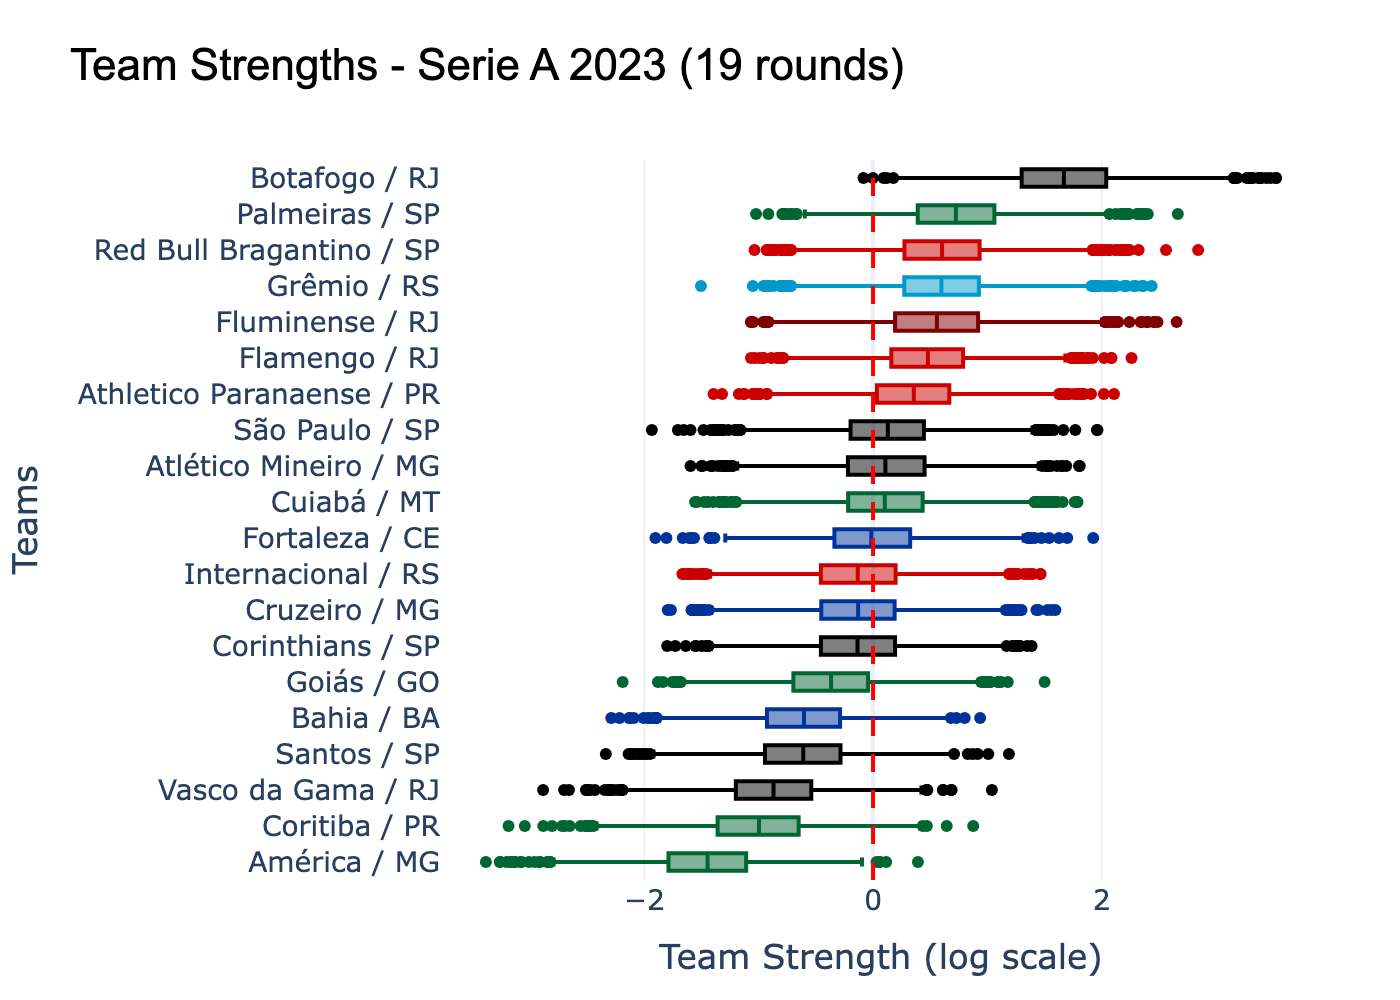 Team Strengths - Serie A 2023 (19 rounds)
Teams
Botafogo / RJ
Palmeiras / SP
Red Bull Bragantino / SP
Grêmio / RS
Fluminense / RJ
Flamengo / RJ
Athletico Paranaense / PR
São Paulo / SP
Atlético Mineiro / MG
Cuiabá / MT
Fortaleza / CE
Internacional / RS
Cruzeiro / MG
Corinthians / SP
Goiás / GO
Bahia / BA
Santos / SP
Vasco da Gama / RJ
Coritiba / PR
América / MG
−2 0 2
Team Strength (log scale)